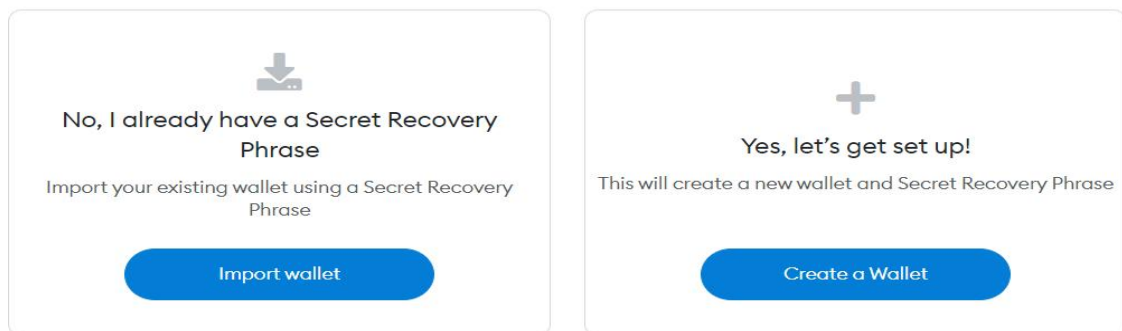 No, I already have a Secret Recovery
Phrase
Import your existing wallet using a Secret Recovery
Phrase
Import wallet
Yes, let’s get set up!
This will create a new wallet and Secret Recovery Phrase
Create a Wallet